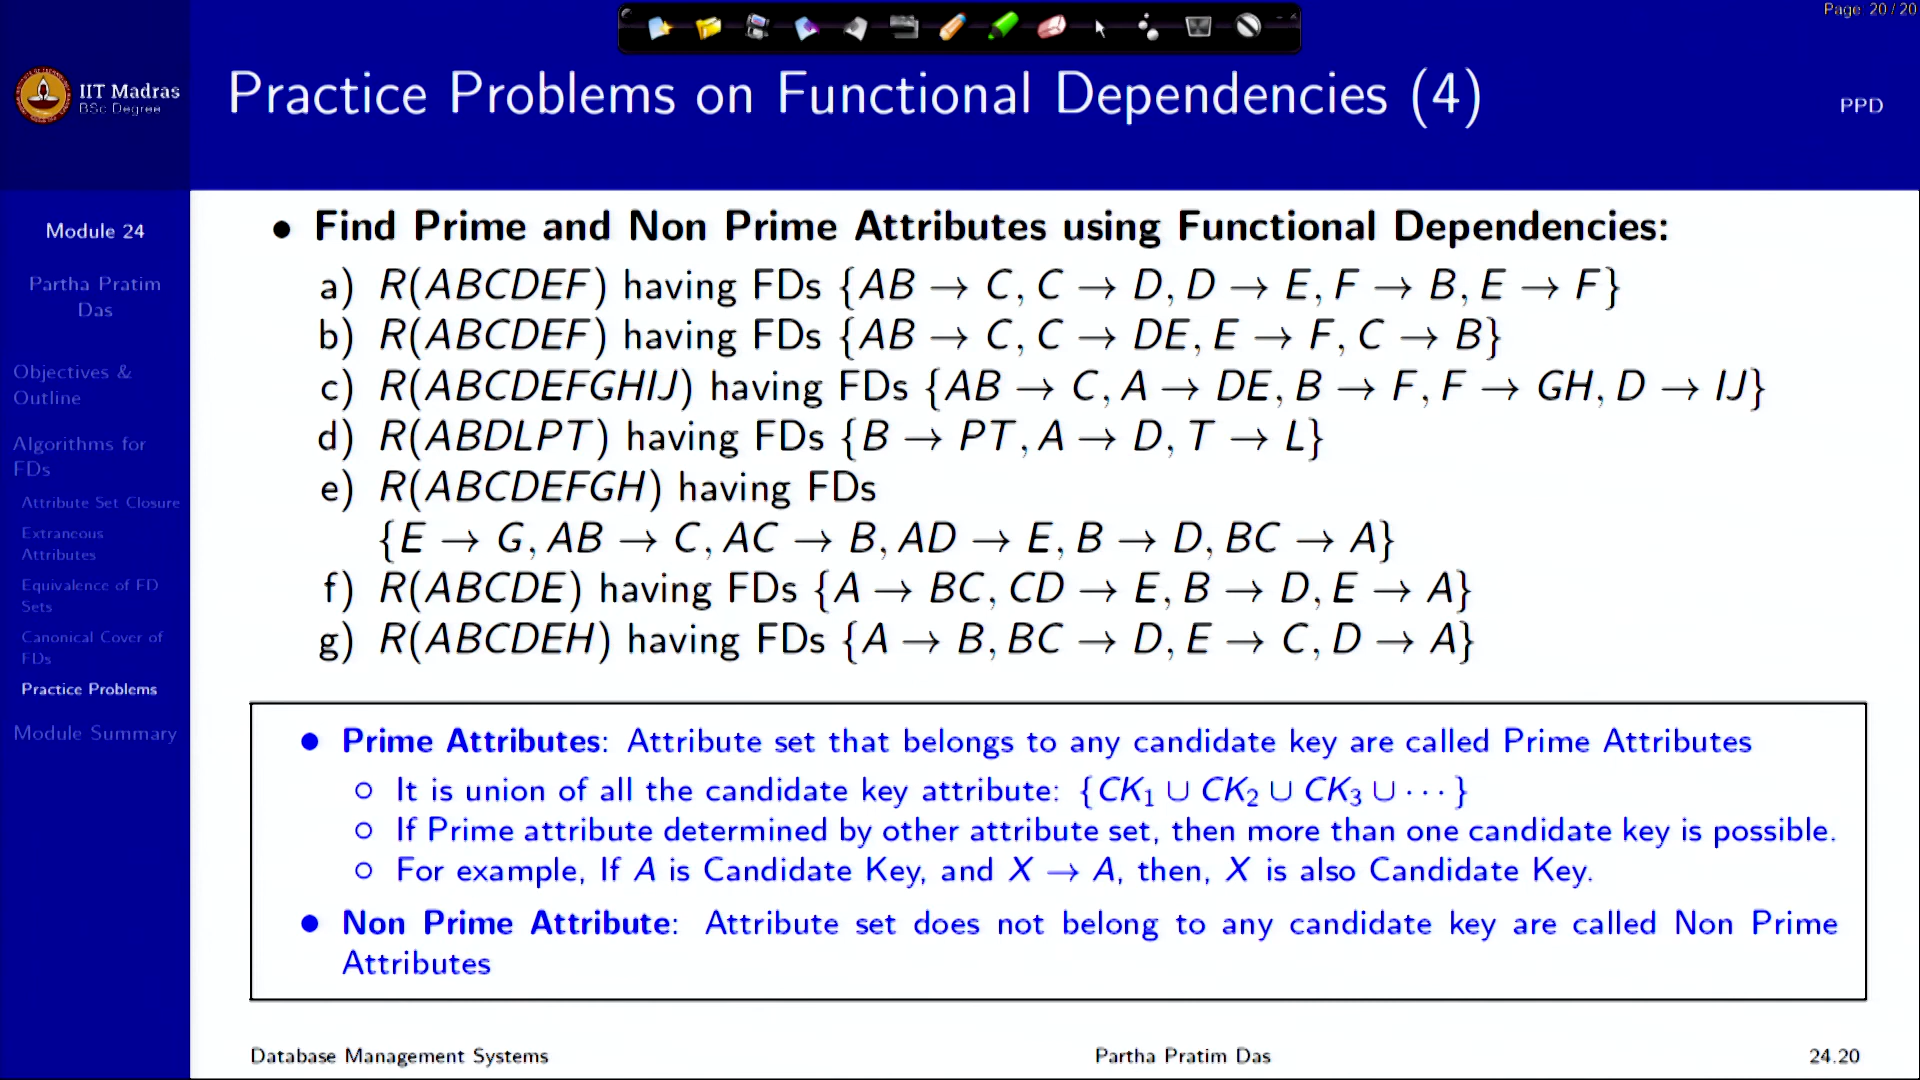 Page: 20 / 20
IIT Madras
BSc Degree
Practice Problems on Functional Dependencies (4)
PPD
Module 24
Partha Pratim
Das
Objectives &
Outline
Algorithms for
FDs
Attribute Set Closure
Extraneous
Attributes
Equivalence of FD
Sets
Canonical Cover of
FDs
Practice Problems
Module Summary
• Find Prime and Non Prime Attributes using Functional Dependencies:
a) R(ABCDEF) having FDs {AB → C, C → D, D → E, F → B, E → F}
b) R(ABCDEF) having FDs {AB → C, C → DE, E → F, C → B}
c) R(ABCDEFGHIJ) having FDs {AB → C, A → DE, B → F, F → GH, D → IJ}
d) R(ABDLPT) having FDs {B → PT, A → D, T → L}
e) R(ABCDEFGH) having FDs
{E → G, AB → C, AC → B, AD → E, B → D, BC → A}
f) R(ABCDE) having FDs {A → BC, CD → E, B → D, E → A}
g) R(ABCDEH) having FDs {A → B, BC → D, E → C, D → A}
• Prime Attributes: Attribute set that belongs to any candidate key are called Prime Attributes
○ It is union of all the candidate key attribute: {CK₁ ∪ CK₂ ∪ CK₃ ∪ ⋯}
○ If Prime attribute determined by other attribute set, then more than one candidate key is possible.
○ For example, If A is Candidate Key, and X → A, then, X is also Candidate Key.
• Non Prime Attribute: Attribute set does not belong to any candidate key are called Non Prime
Attributes
Database Management Systems
Partha Pratim Das
24.20